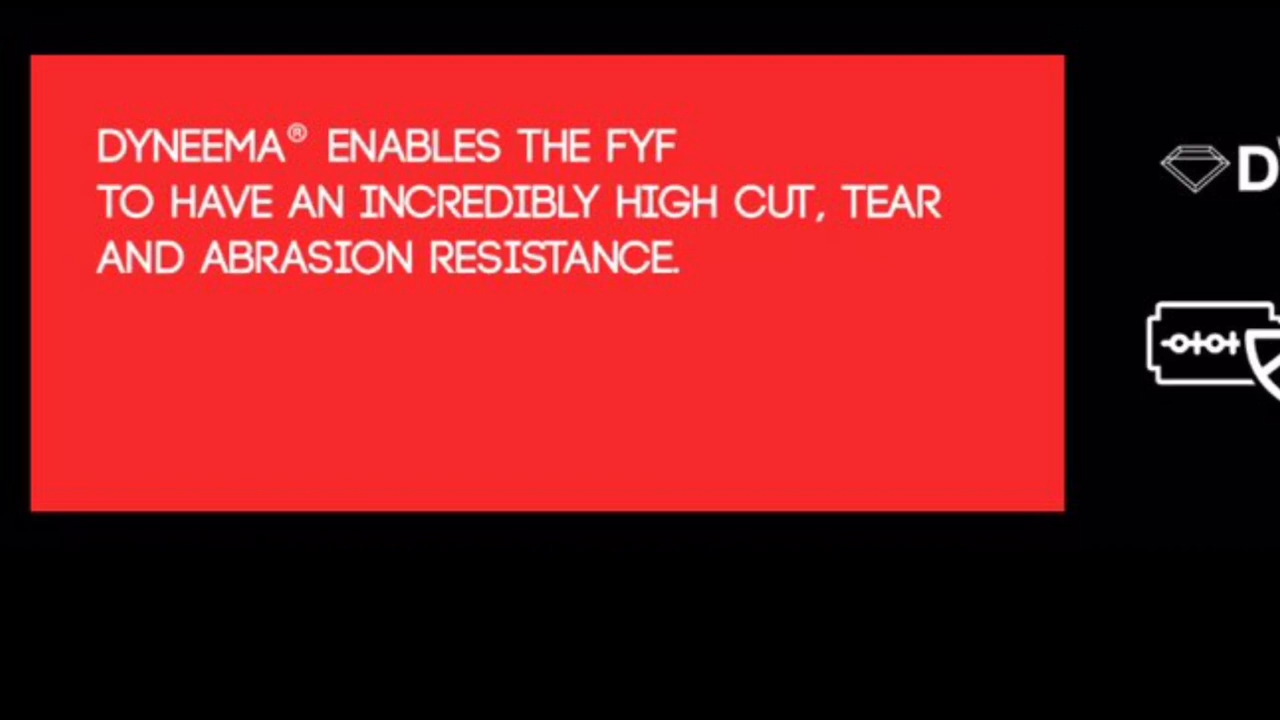 DYNEEMA® ENABLES THE FYF
TO HAVE AN INCREDIBLY HIGH CUT, TEAR
AND ABRASION RESISTANCE.